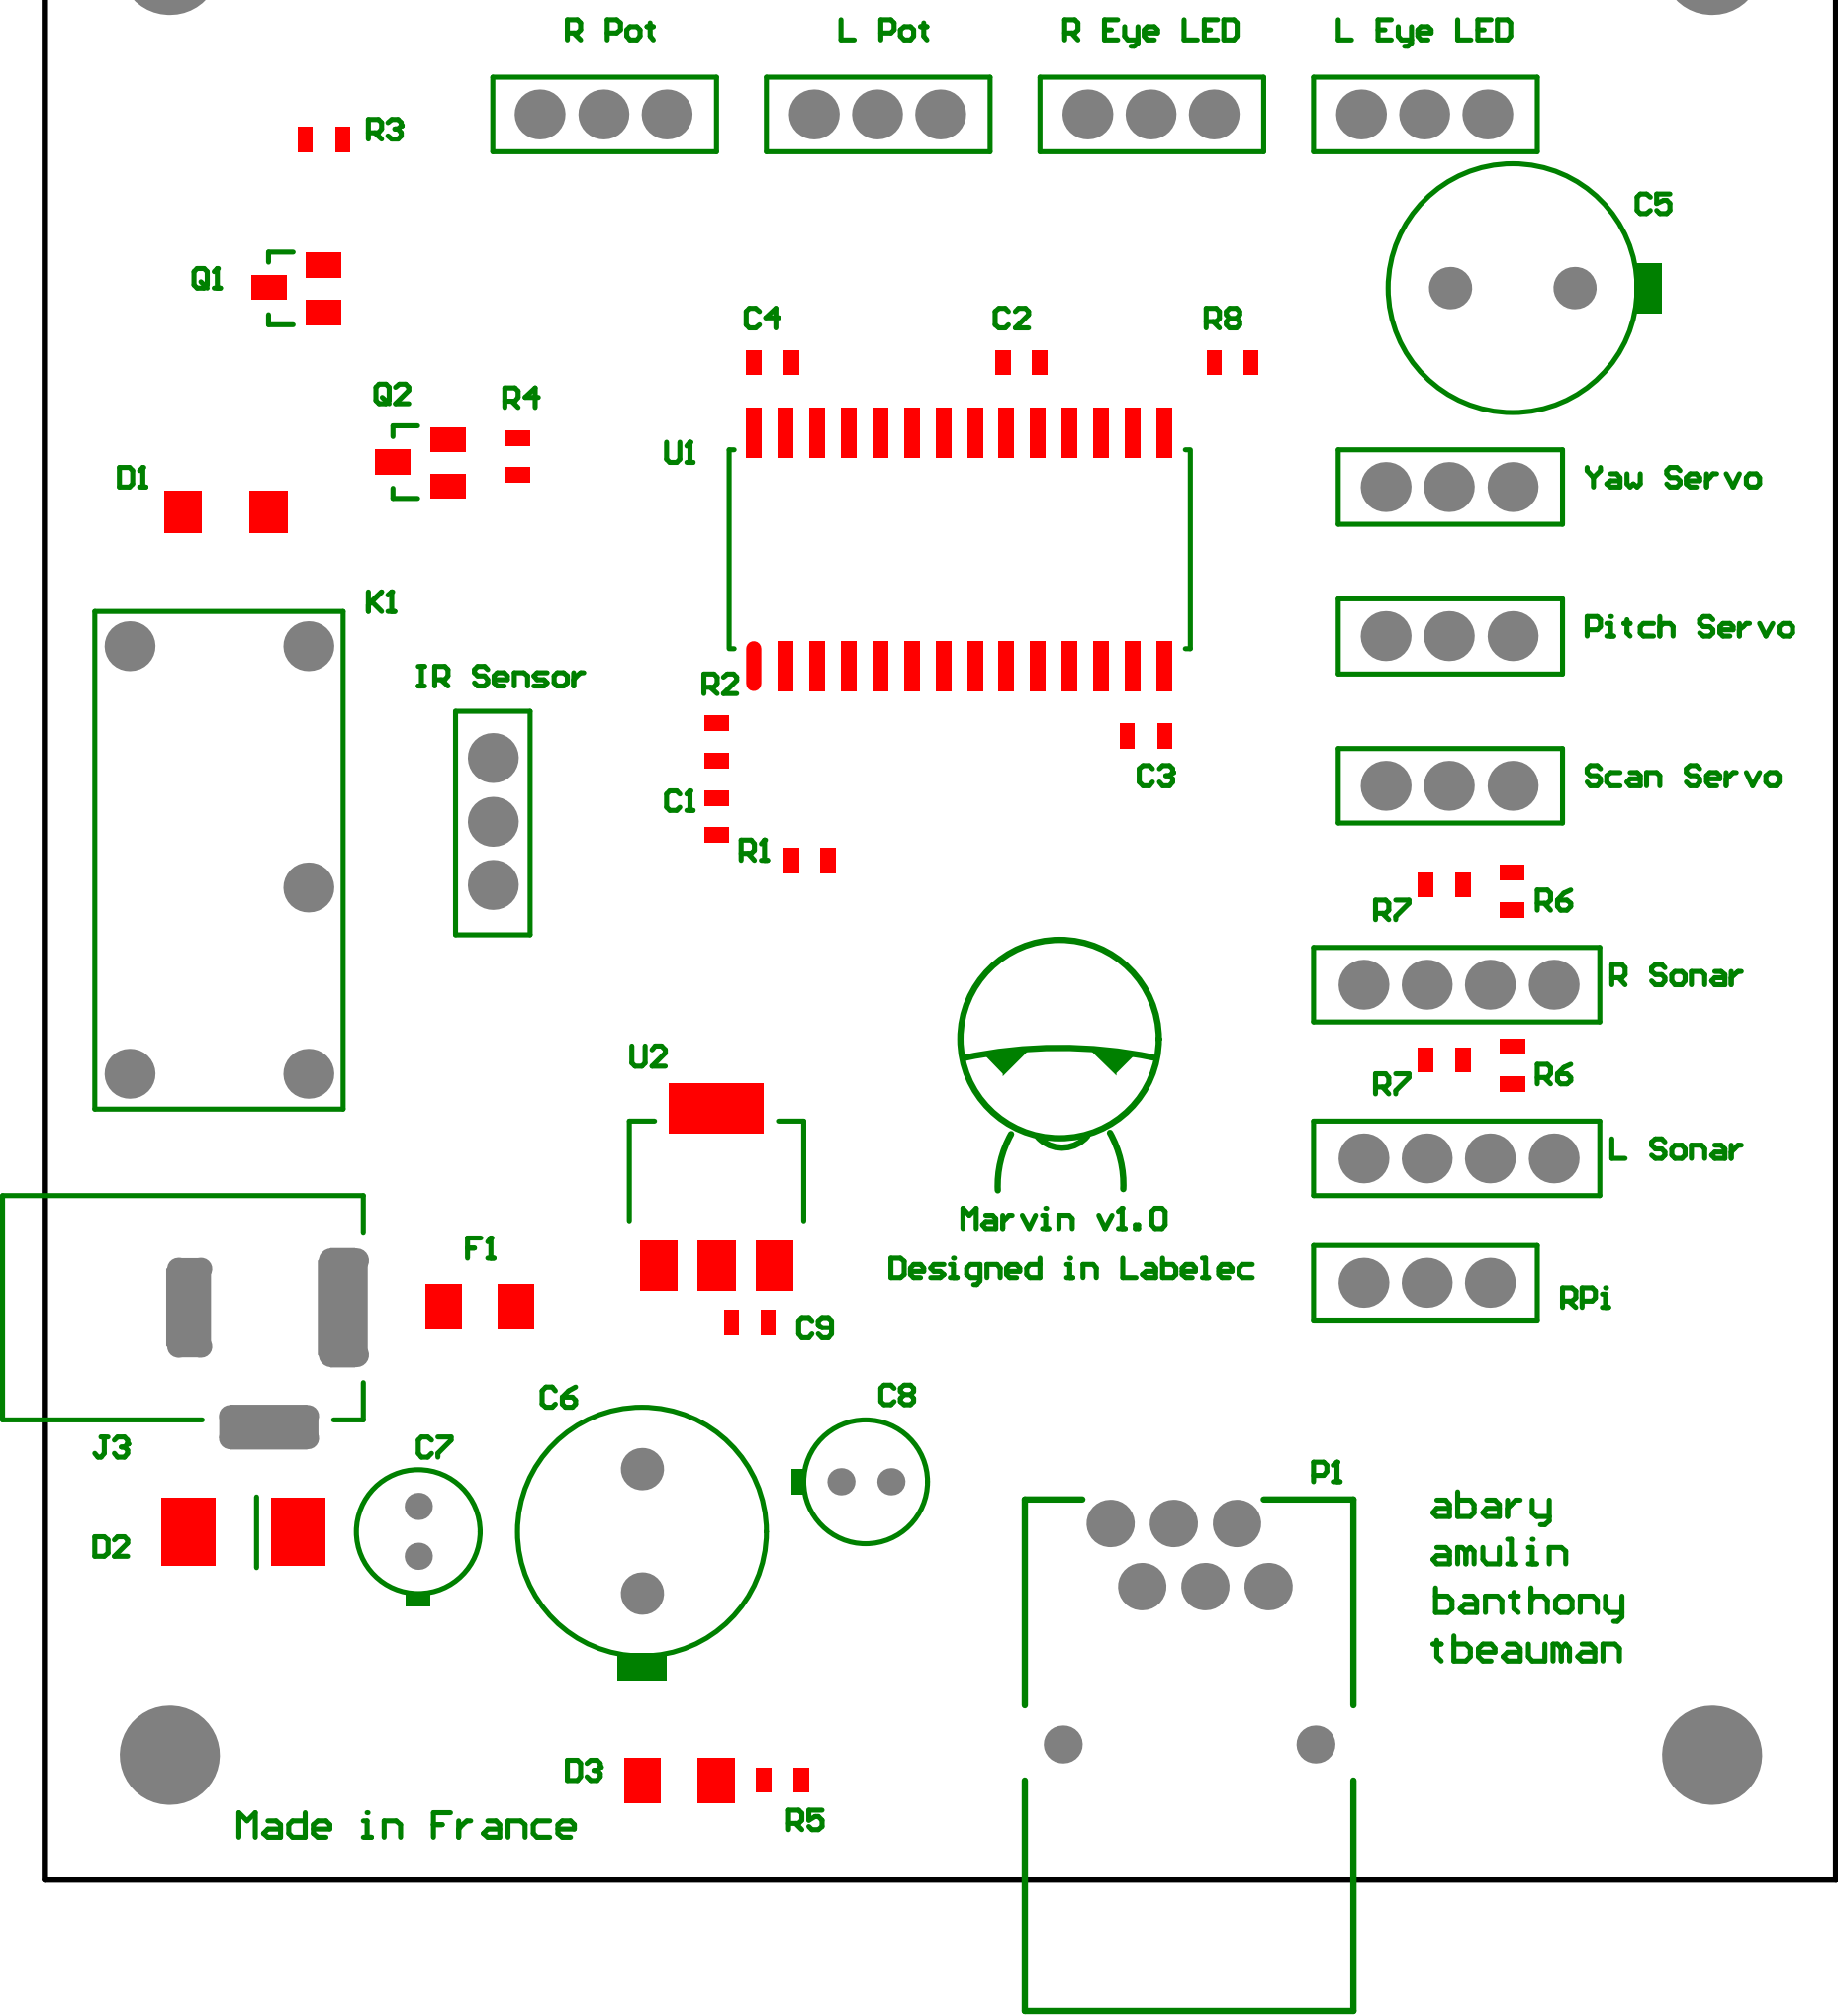 R Pot L Pot R Eye LED L Eye LED
R3
C5
Q1
C4 C2 R8
Q2 R4
U1
D1 Yaw Servo
K1
Pitch Servo
IR Sensor R2
C3 Scan Servo
C1
R1
R7 R6
R Sonar
U2
R7 R6
L Sonar
Marvin v1.0
F1
Designed in Labelec
RPi
C9
C6 C8
J3 C7
P1
abary
D2
amulin
banthony
tbeauman
D3
Made in France R5